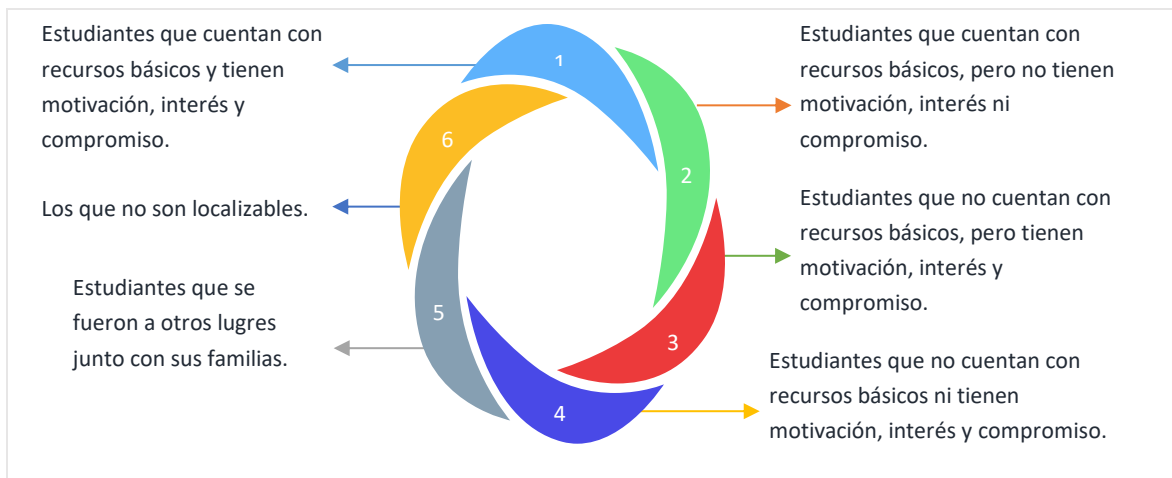 Estudiantes que cuentan con
recursos básicos y tienen
motivación, interés y
compromiso.
1
Estudiantes que cuentan con
recursos básicos, pero no tienen
motivación, interés ni
compromiso.
2
Estudiantes que no cuentan con
recursos básicos, pero tienen
motivación, interés y
compromiso.
3
Estudiantes que no cuentan con
recursos básicos ni tienen
motivación, interés y compromiso.
4
Estudiantes que se
fueron a otros lugres
junto con sus familias.
5
Los que no son localizables.
6